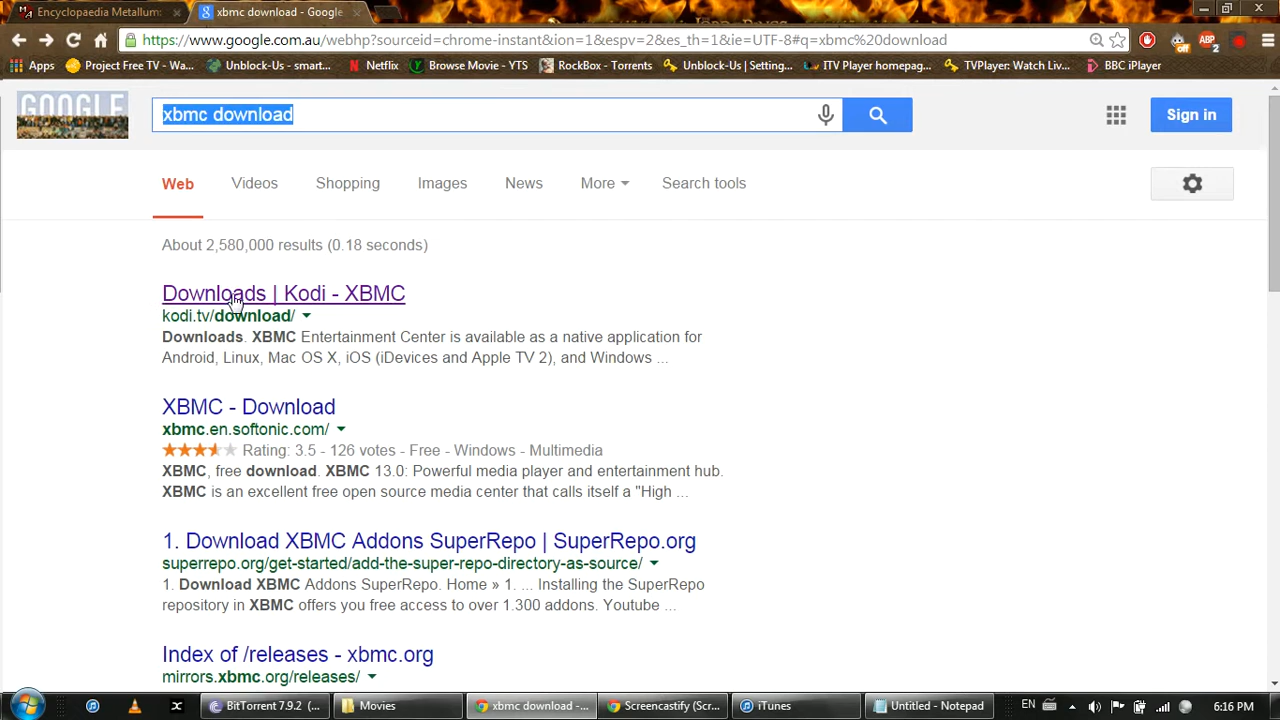 Encyclopaedia Metallum:
xbmc download - Google
https://www.google.com.au/webhp?sourceid=chrome-instant&ion=1&espv=2&es_th=1&ie=UTF-8#q=xbmc%20download
Apps Project Free TV - Wa... Unblock-Us - smart... Netflix Browse Movies - YTS RockBox - Torrents Unblock-Us | Setting... ITV Player homepag... TVPlayer: Watch Liv... BBC iPlayer
GOOGLE
xbmc download
Sign in
Web Videos Shopping Images News More Search tools
About 2,580,000 results (0.18 seconds)
Downloads | Kodi - XBMC
kodi.tv/download/
Downloads. XBMC Entertainment Center is available as a native application for
Android, Linux, Mac OS X, iOS (iDevices and Apple TV 2), and Windows ...
XBMC - Download
xbmc.en.softonic.com/
Rating: 3.5 - 126 votes - Free - Windows - Multimedia
XBMC, free download. XBMC 13.0: Powerful media player and entertainment hub.
XBMC is an excellent free open source media center that calls itself a "High ...
1. Download XBMC Addons SuperRepo | SuperRepo.org
superrepo.org/get-started/add-the-super-repo-directory-as-source/
1. Download XBMC Addons SuperRepo. Home » 1. ... Installing the SuperRepo
repository in XBMC offers you free access to over 1.300 addons. Youtube ...
Index of /releases - xbmc.org
mirrors.xbmc.org/releases/
BitTorrent 7.9.2 (... Movies xbmc download -... Screencastify (Scr... iTunes Untitled - Notepad EN 6:16 PM